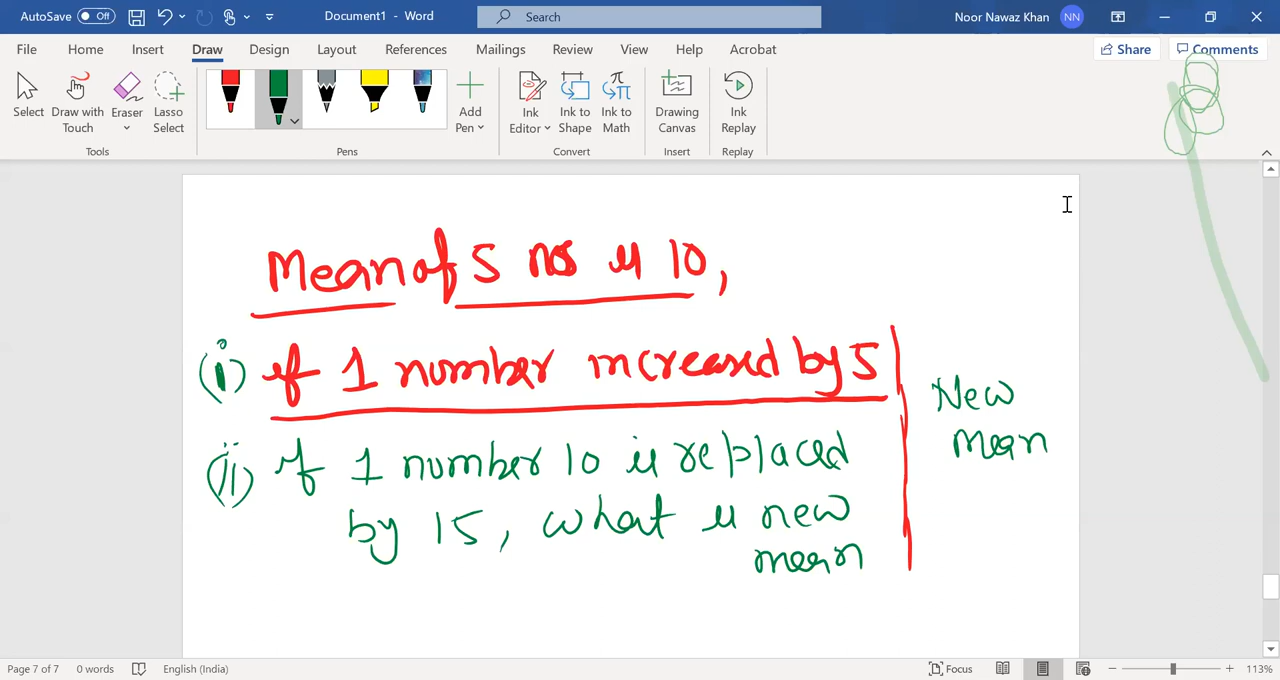 AutoSave Off Document1 - Word Search Noor Nawaz Khan NN
File Home Insert Draw Design Layout References Mailings Review View Help Acrobat Share Comments
Select Draw with Touch Eraser Lasso Select Add Pen Ink Editor Ink to Shape Ink to Math Drawing Canvas Ink Replay
Tools Pens Convert Insert Replay
Mean of 5 nos is 10,
(i) if 1 number increased by 5
New
mean
(ii) if 1 number 10 is replaced
by 15, what is new
mean
Page 7 of 7 0 words English (India) Focus 113%